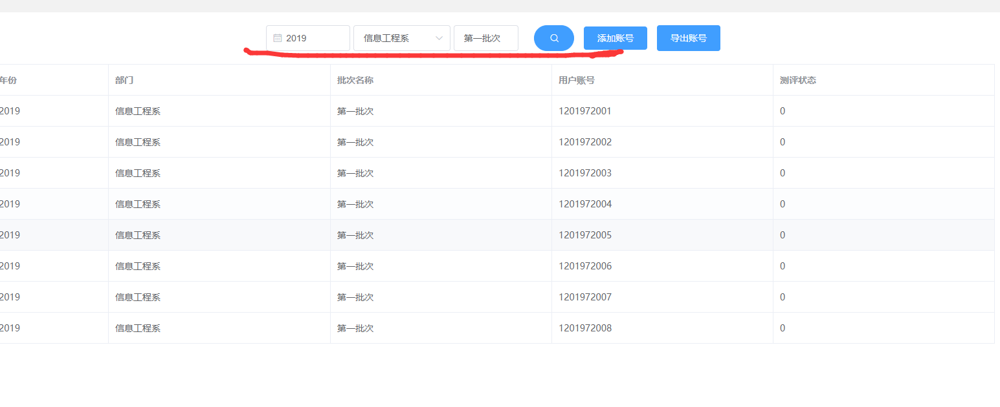 2019 信息工程系 第一批次 添加账号 导出账号
年份 部门 批次名称 用户账号 测评状态
2019 信息工程系 第一批次 1201972001 0
2019 信息工程系 第一批次 1201972002 0
2019 信息工程系 第一批次 1201972003 0
2019 信息工程系 第一批次 1201972004 0
2019 信息工程系 第一批次 1201972005 0
2019 信息工程系 第一批次 1201972006 0
2019 信息工程系 第一批次 1201972007 0
2019 信息工程系 第一批次 1201972008 0